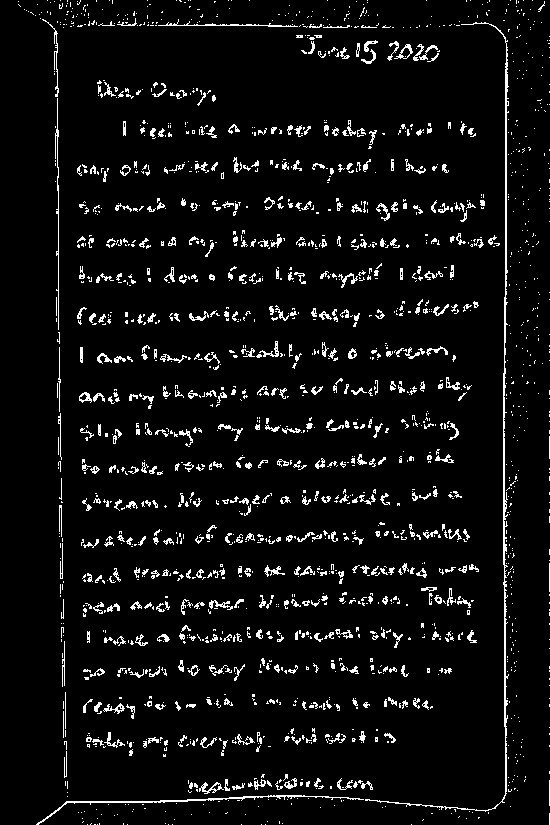 June 15 2020
Dear Diary,
I feel like a writer today. Not like
any old writer, but like myself. I have
so much to say. Often, it all gets caught
at once in my throat and I choke. In those
times I don't feel like myself I don't
feel like a writer. But today is different
I am flowing steadily like a stream,
and my thoughts are so fluid that they
slip through my throat easily, sliding
to make room for one another in the
stream. No longer a blockade, but a
waterfall of consciousness, frictionless
and translucent to be easily recorded upon
pen and paper. Without friction. Today
I have a frictionless mental sky. I have
so much to say Now is the time I'm
ready to I'm ready to make
today my everyday. And so it is
healwithclaire.com